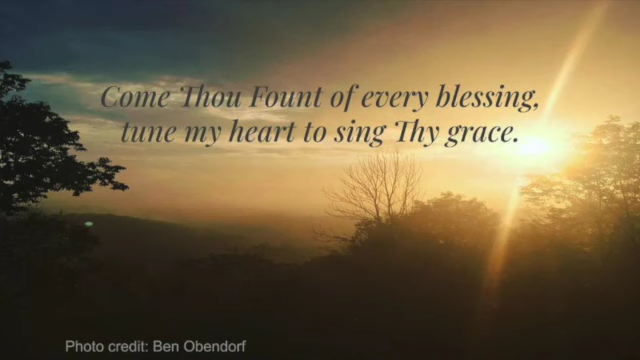 Come Thou Fount of every blessing,
tune my heart to sing Thy grace.
Photo credit: Ben Obendorf